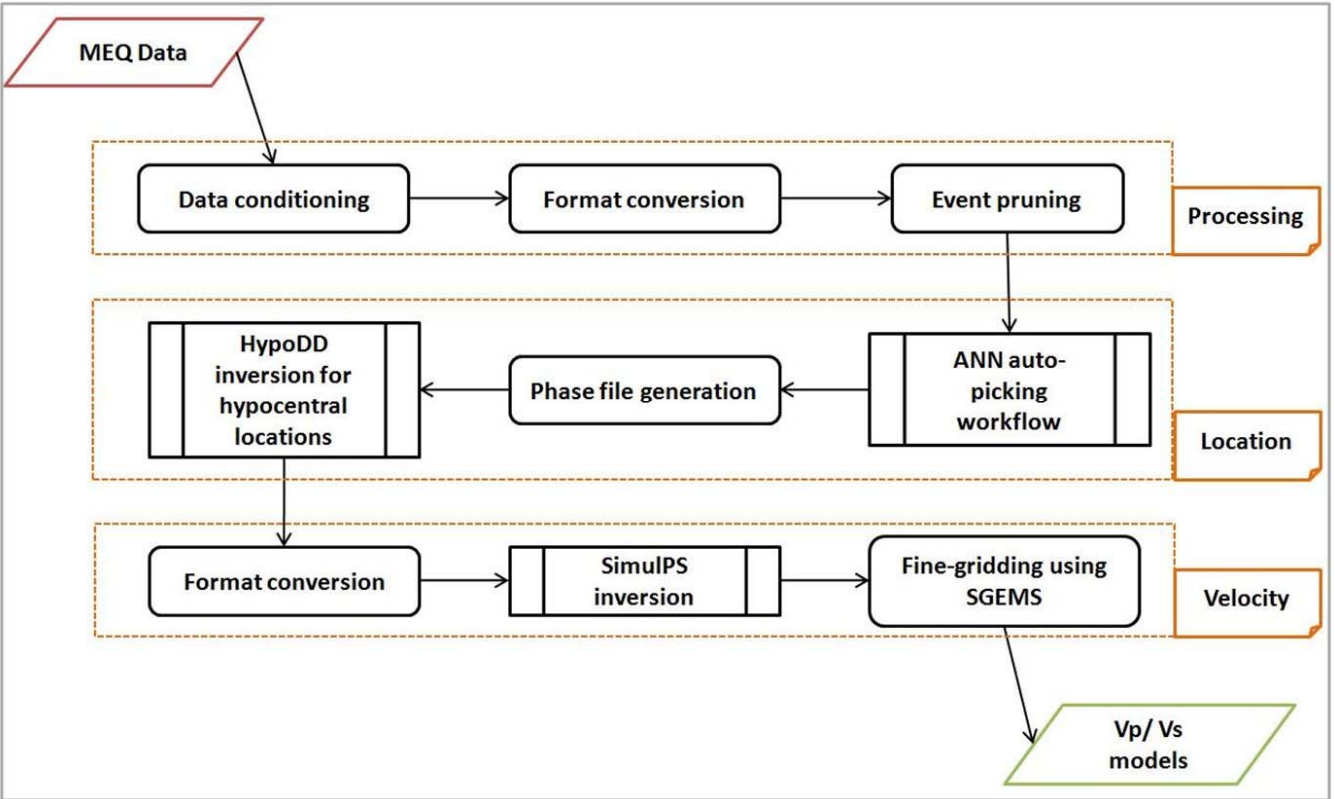 MEQ Data
Data conditioning
Format conversion
Event pruning
Processing
HypoDD
inversion for
hypocentral
locations
Phase file generation
ANN auto-
picking
workflow
Location
Format conversion
SimulPS
inversion
Fine-gridding using
SGEMS
Velocity
Vp/ Vs
models